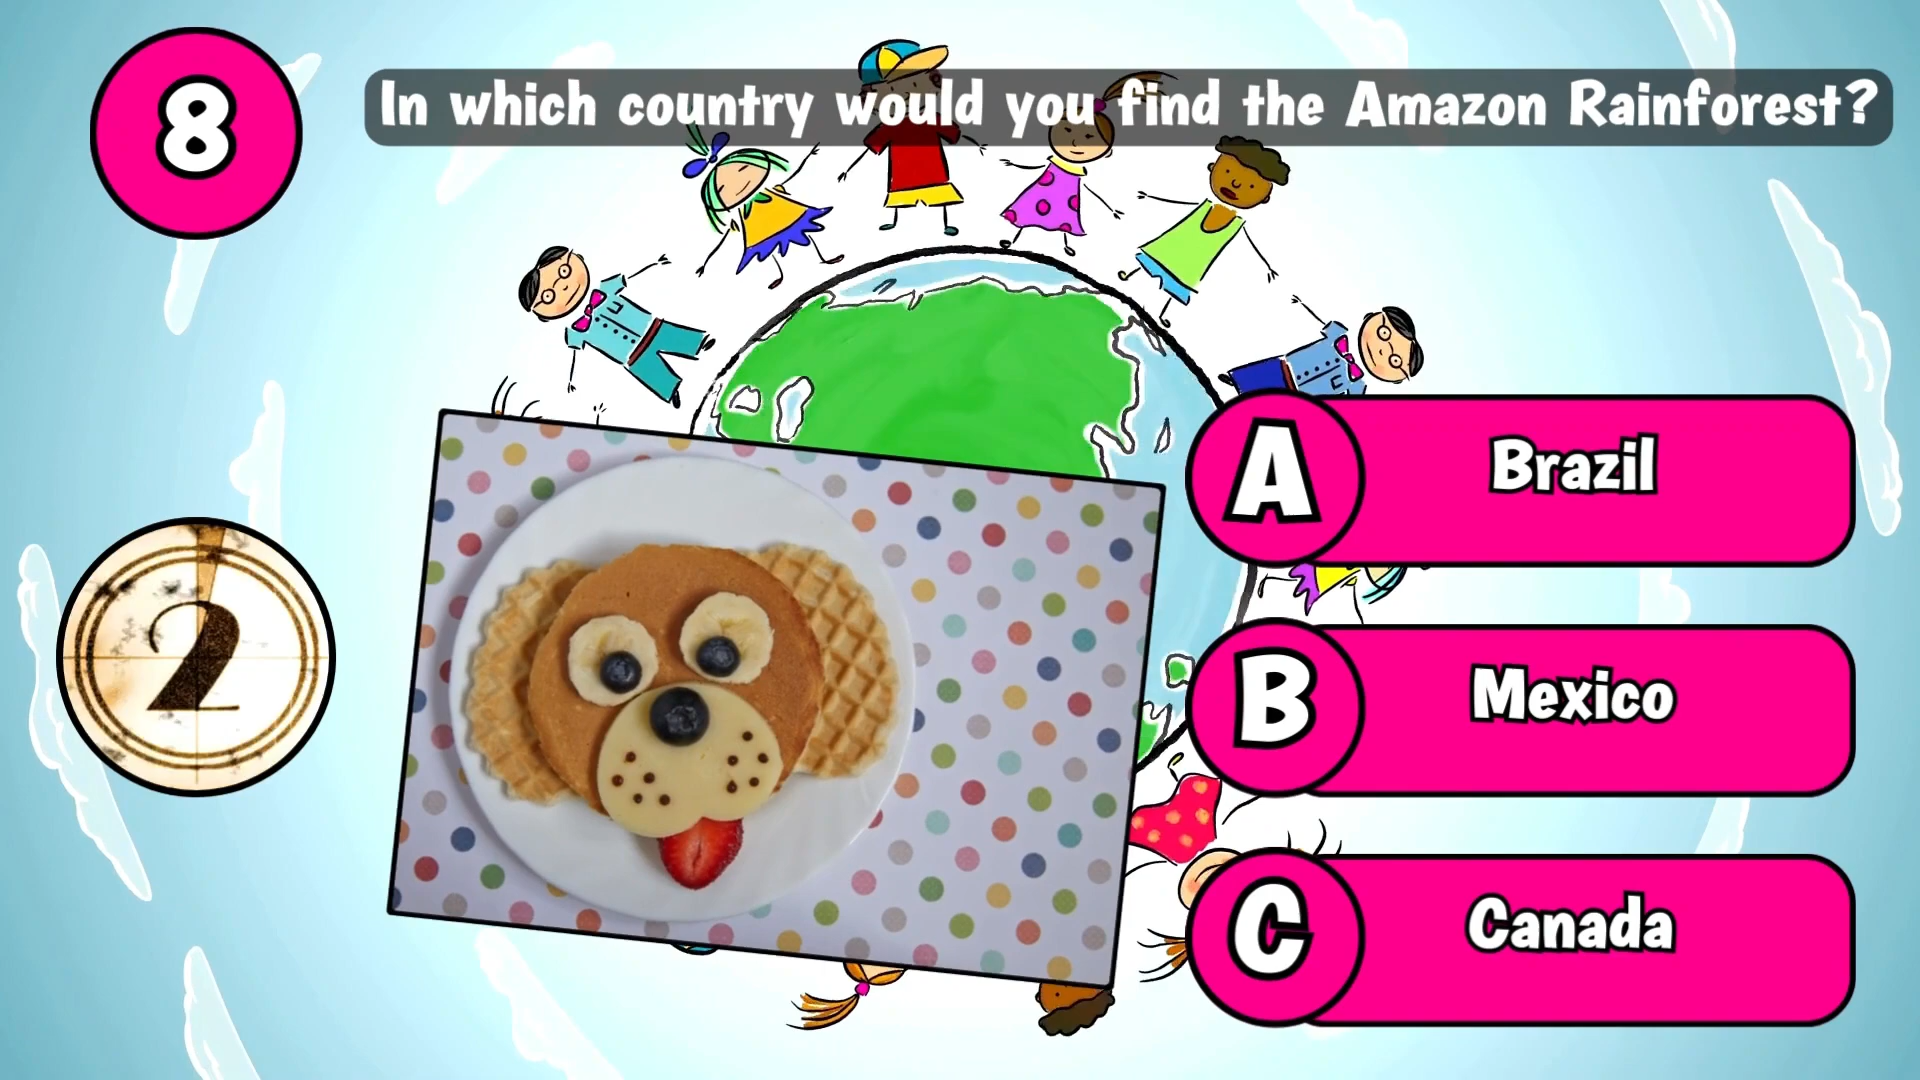 8
In which country would you find the Amazon Rainforest?
A
Brazil
2
B
Mexico
C
Canada